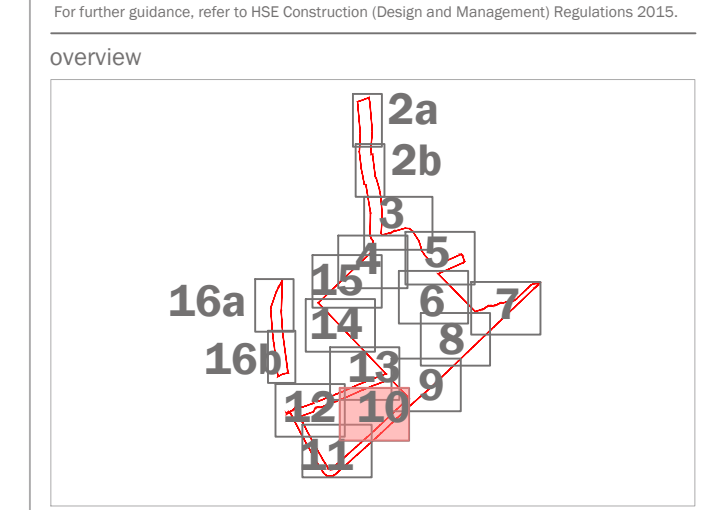 For further guidance, refer to HSE Construction (Design and Management) Regulations 2015.
overview
2a
2b
3
5
4
15
16a
6
7
14
8
16b
13
9
12
10
11